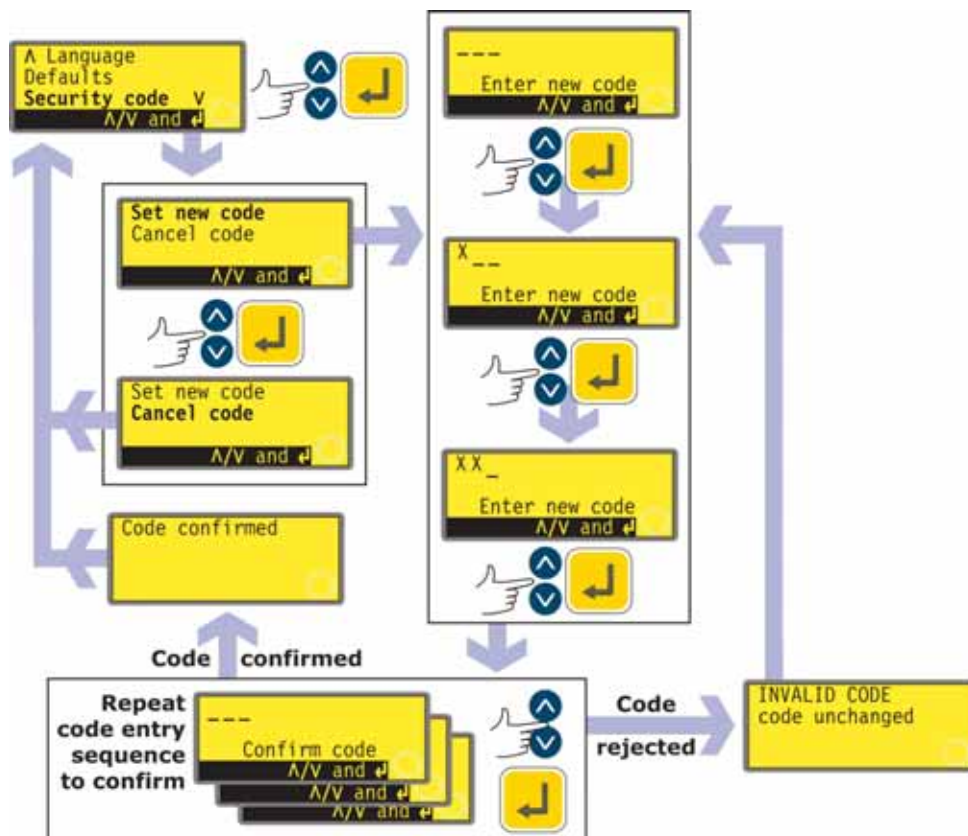 Λ Language
Defaults
Security code V
Λ/V and ↵
Set new code
Cancel code
Λ/V and ↵
Set new code
Cancel code
Λ/V and ↵
_ _ _
Enter new code
Λ/V and ↵
X _ _
Enter new code
Λ/V and ↵
X X _
Enter new code
Λ/V and ↵
Repeat
code entry
sequence
to confirm
_ _ _
Confirm code
Λ/V and ↵
Λ/V and ↵
Λ/V and ↵
Code confirmed
Code confirmed
Code
rejected
INVALID CODE
code unchanged